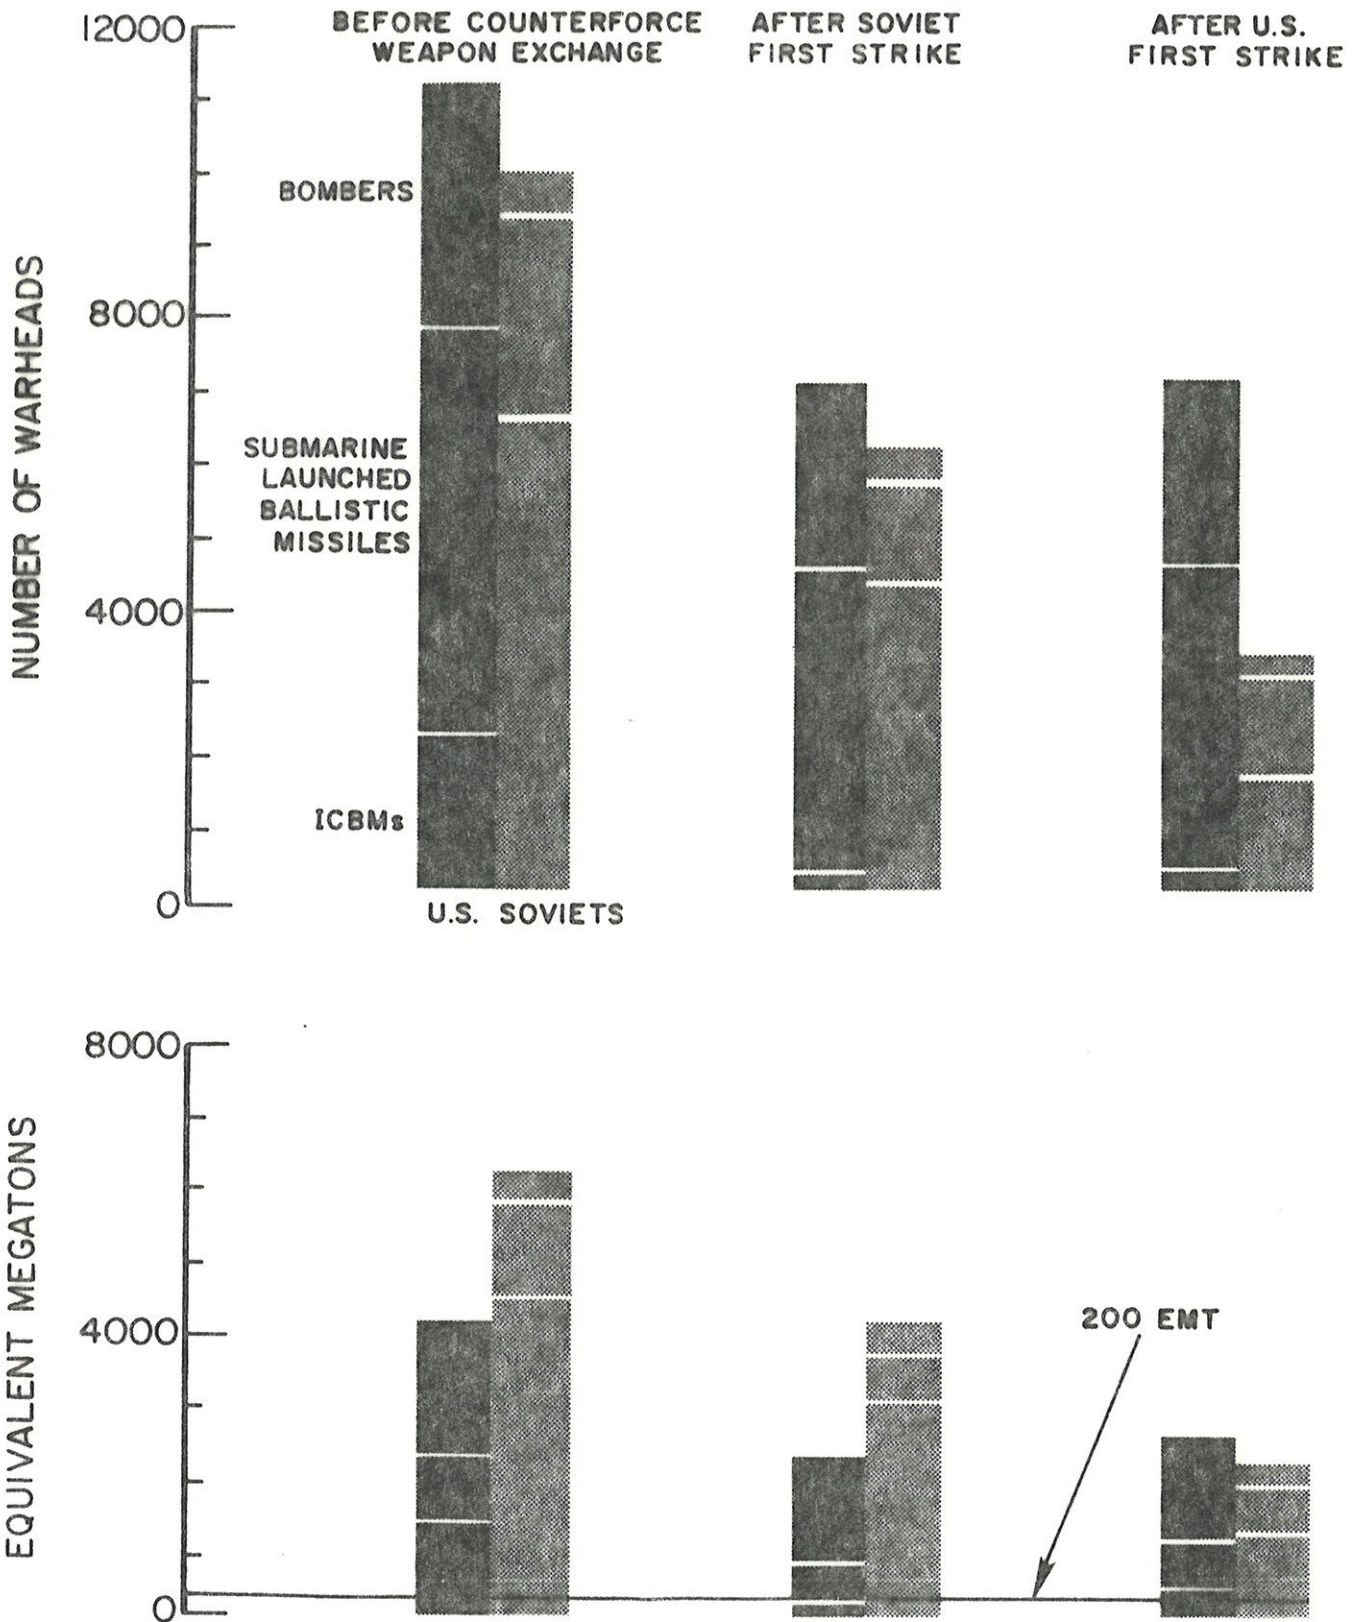 BEFORE COUNTERFORCE
WEAPON EXCHANGE
AFTER SOVIET
FIRST STRIKE
AFTER U.S.
FIRST STRIKE
NUMBER OF WARHEADS
12000
8000
4000
0
BOMBERS
SUBMARINE
LAUNCHED
BALLISTIC
MISSILES
ICBMs
U.S. SOVIETS
EQUIVALENT MEGATONS
8000
4000
0
200 EMT